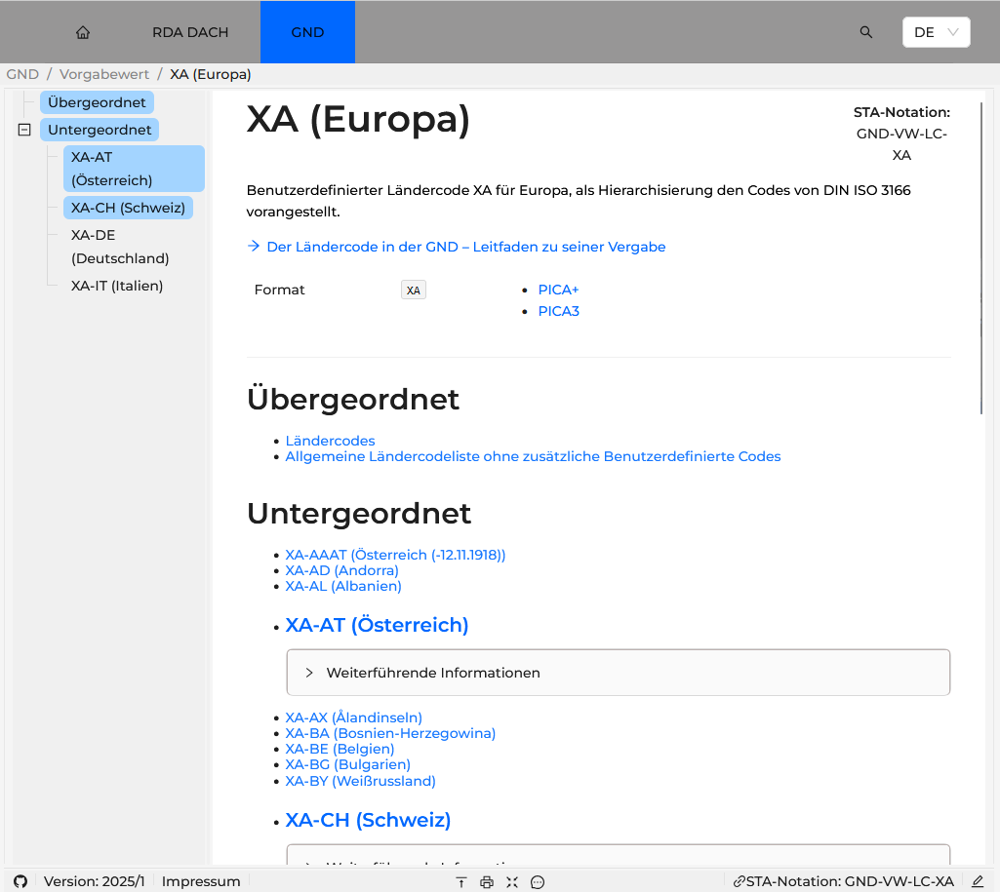 RDA DACH
GND
DE
GND / Vorgabewert / XA (Europa)
Übergeordnet
Untergeordnet
XA-AT
(Österreich)
XA-CH (Schweiz)
XA-DE
(Deutschland)
XA-IT (Italien)
XA (Europa)
STA-Notation:
GND-VW-LC-
XA
Benutzerdefinierter Ländercode XA für Europa, als Hierarchisierung den Codes von DIN ISO 3166
vorangestellt.
Der Ländercode in der GND – Leitfaden zu seiner Vergabe
Format
XA
PICA+
PICA3
Übergeordnet
Ländercodes
Allgemeine Ländercodeliste ohne zusätzliche Benutzerdefinierte Codes
Untergeordnet
XA-AAAT (Österreich (-12.11.1918))
XA-AD (Andorra)
XA-AL (Albanien)
XA-AT (Österreich)
Weiterführende Informationen
XA-AX (Ålandinseln)
XA-BA (Bosnien-Herzegowina)
XA-BE (Belgien)
XA-BG (Bulgarien)
XA-BY (Weißrussland)
XA-CH (Schweiz)
Version: 2025/1
Impressum
STA-Notation: GND-VW-LC-XA